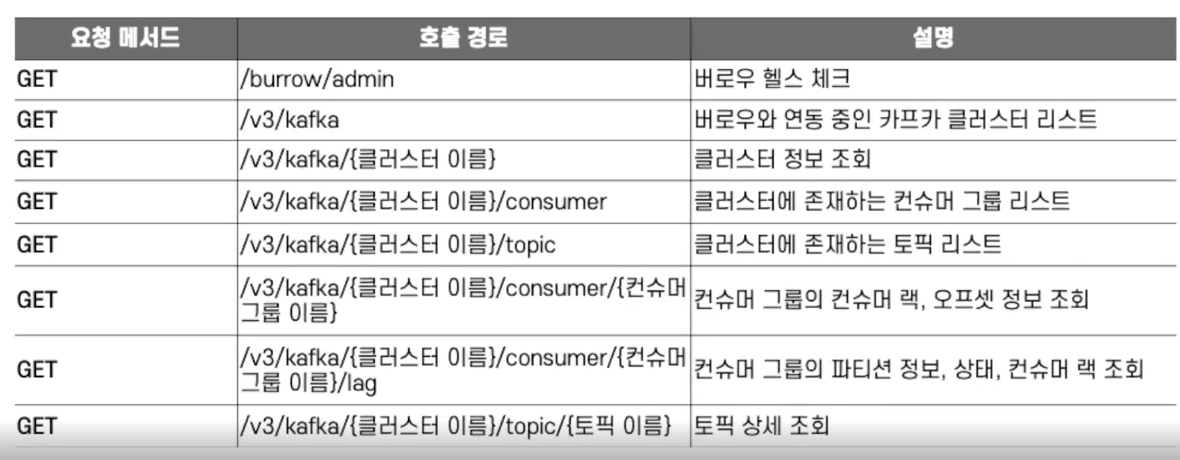 요청 메서드 호출 경로 설명
GET /burrow/admin 버로우 헬스 체크
GET /v3/kafka 버로우와 연동 중인 카프카 클러스터 리스트
GET /v3/kafka/{클러스터 이름} 클러스터 정보 조회
GET /v3/kafka/{클러스터 이름}/consumer 클러스터에 존재하는 컨슈머 그룹 리스트
GET /v3/kafka/{클러스터 이름}/topic 클러스터에 존재하는 토픽 리스트
GET /v3/kafka/{클러스터 이름}/consumer/{컨슈머
그룹 이름} 컨슈머 그룹의 컨슈머 랙, 오프셋 정보 조회
GET /v3/kafka/{클러스터 이름}/consumer/{컨슈머
그룹 이름}/lag 컨슈머 그룹의 파티션 정보, 상태, 컨슈머 랙 조회
GET /v3/kafka/{클러스터 이름}/topic/{토픽 이름} 토픽 상세 조회